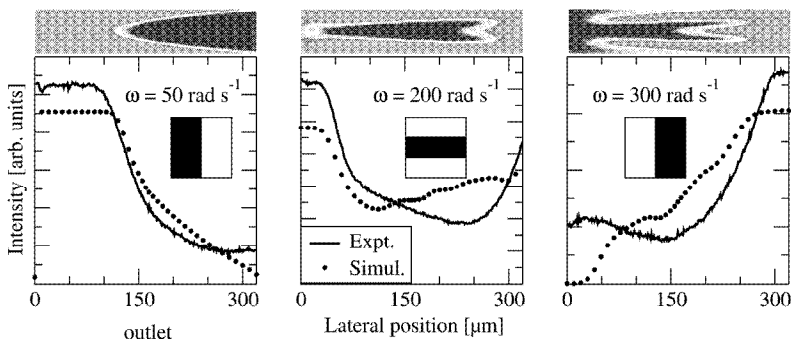 ω = 50 rad s⁻¹
ω = 200 rad s⁻¹
ω = 300 rad s⁻¹
Intensity [arb. units]
Expt.
Simul.
0 150 300
0 150 300
0 150 300
outlet
Lateral position [μm]